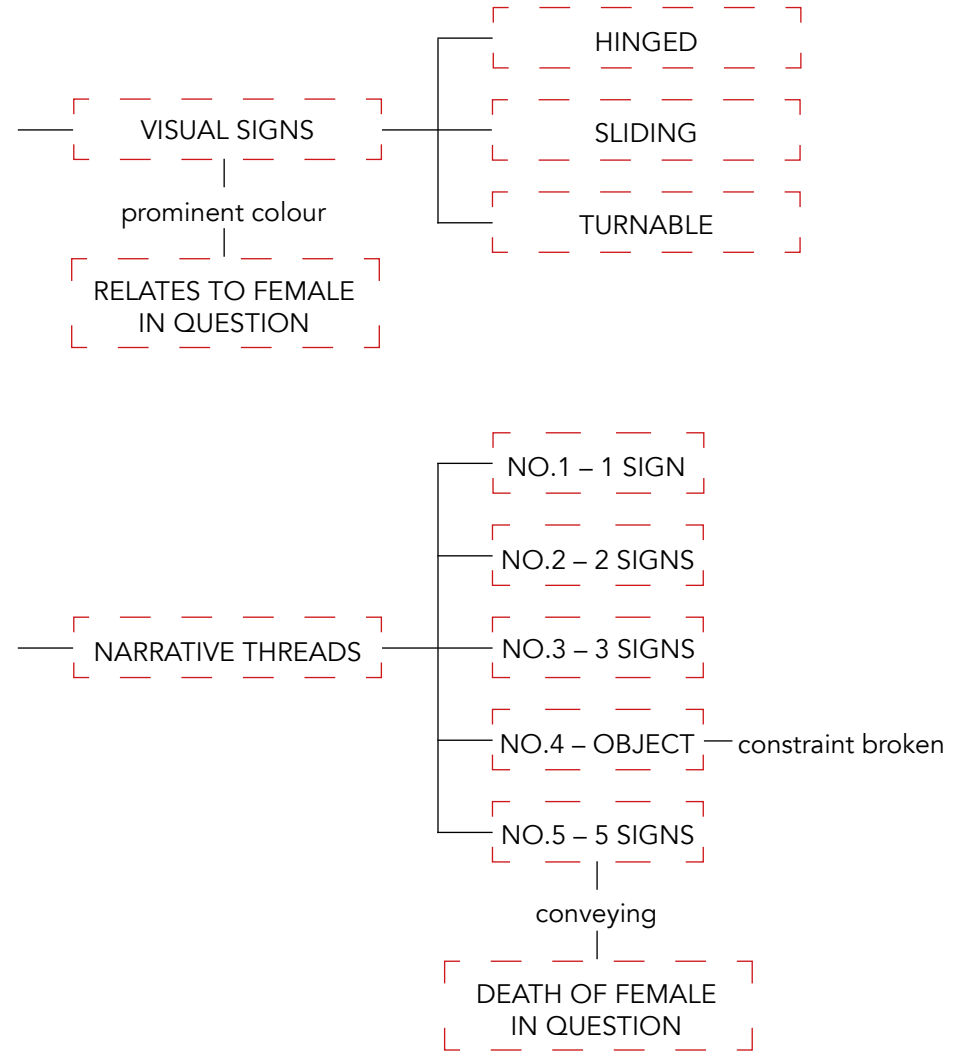 HINGED
VISUAL SIGNS
SLIDING
prominent colour
TURNABLE
RELATES TO FEMALE
IN QUESTION
NO.1 – 1 SIGN
NO.2 – 2 SIGNS
NARRATIVE THREADS
NO.3 – 3 SIGNS
NO.4 – OBJECT
constraint broken
NO.5 – 5 SIGNS
conveying
DEATH OF FEMALE
IN QUESTION